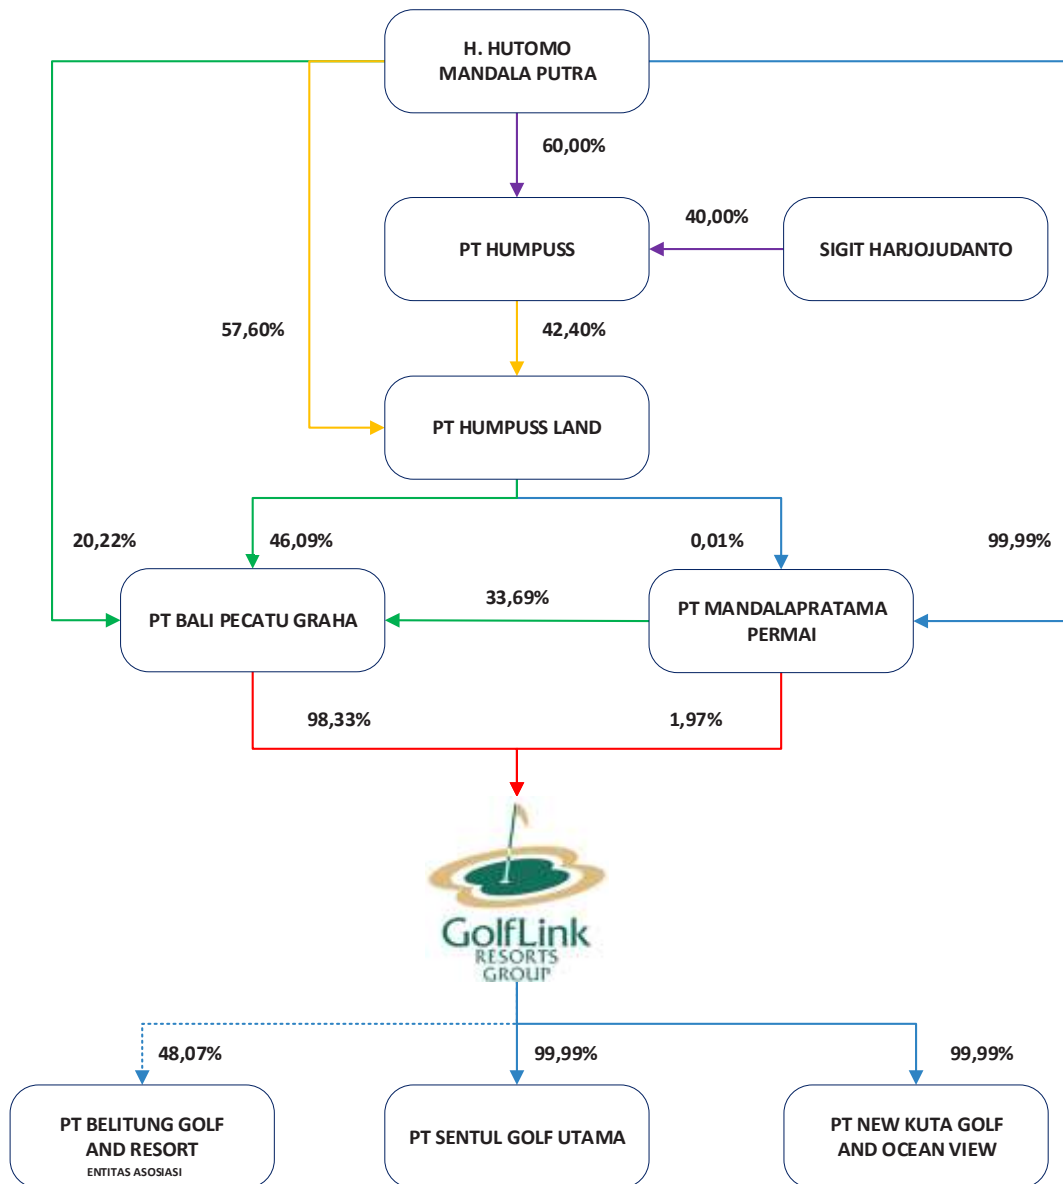 H. HUTOMO
MANDALA PUTRA
60,00%
40,00%
PT HUMPUSS
SIGIT HARJOJUDANTO
57,60%
42,40%
PT HUMPUSS LAND
20,22%
46,09%
0,01%
99,99%
33,69%
PT BALI PECATU GRAHA
PT MANDALAPRATAMA
PERMAI
98,33%
1,97%
GolfLink
RESORTS
GROUP
48,07%
99,99%
99,99%
PT BELITUNG GOLF
AND RESORT
ENTITAS ASOSIASI
PT SENTUL GOLF UTAMA
PT NEW KUTA GOLF
AND OCEAN VIEW